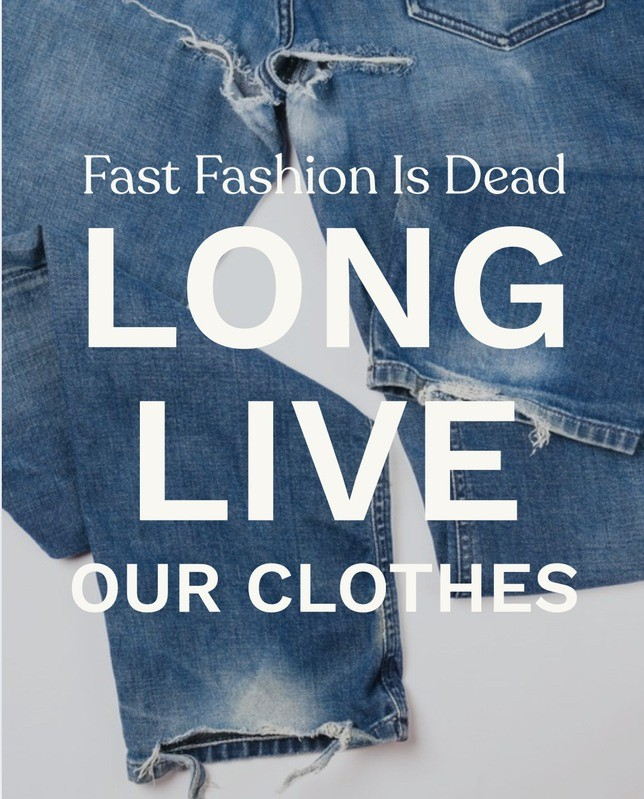 Fast Fashion Is Dead
LONG
LIVE
OUR CLOTHES